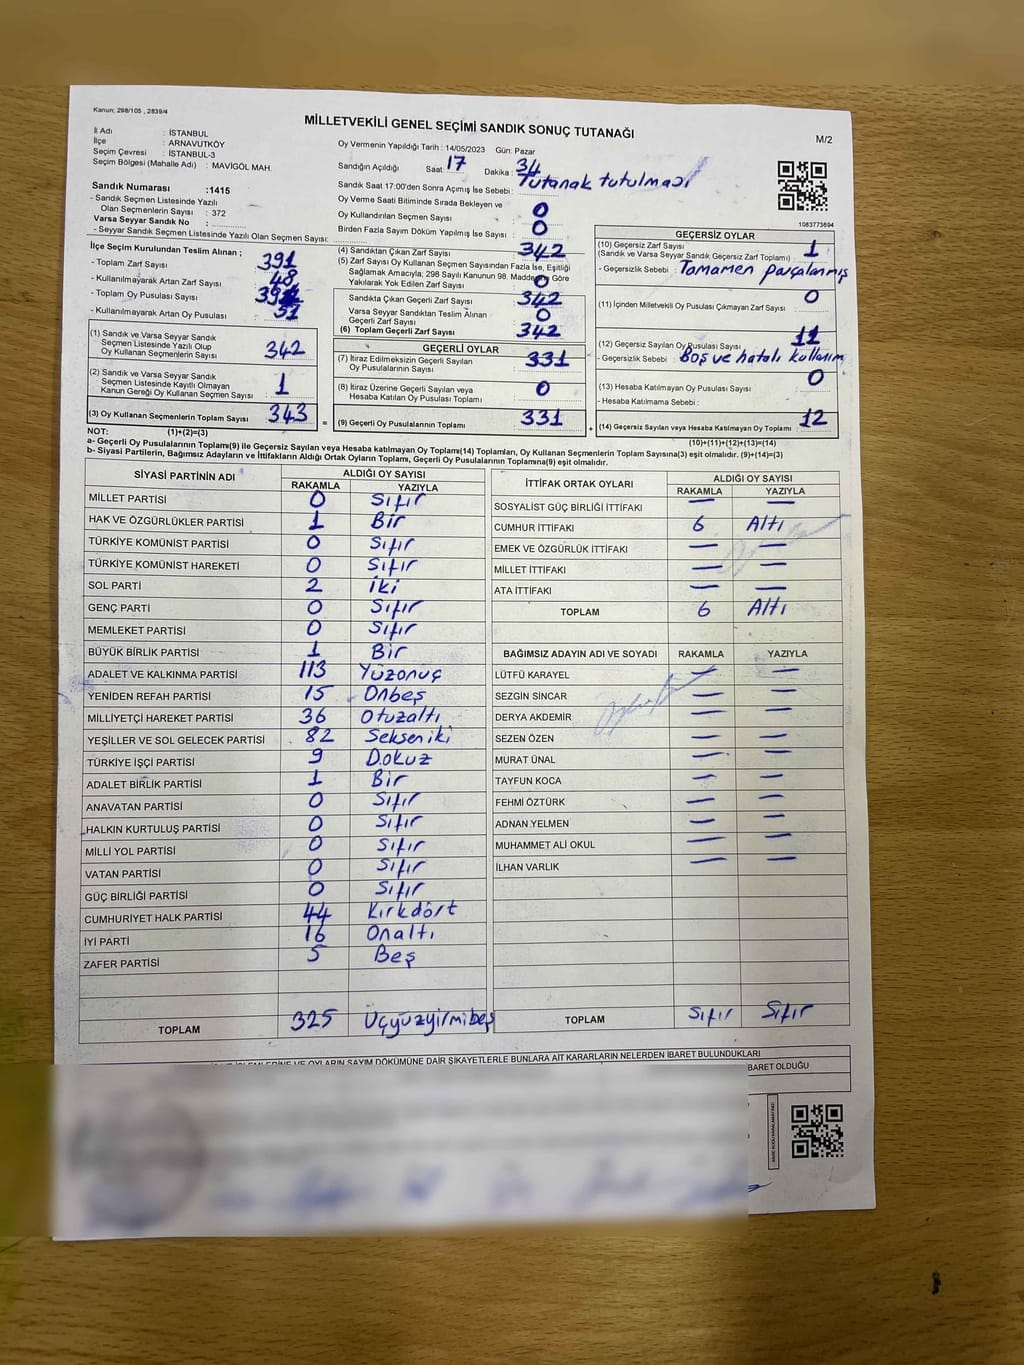 Kanun; 298/105 , 2839/4
MİLLETVEKİLİ GENEL SEÇİMİ SANDIK SONUÇ TUTANAĞI
M/2
İl Adı : İSTANBUL
İlçe : ARNAVUTKÖY
Seçim Çevresi : İSTANBUL-3
Seçim Bölgesi (Mahalle Adı) : MAVİGÖL MAH.
Oy Vermenin Yapıldığı Tarih : 14/05/2023 Gün: Pazar
Sandığın Açıldığı Saat: 17 Dakika : 34
Sandık Saat 17:00'den Sonra Açımış İse Sebebi : Tutanak tutulması
Oy Verme Saati Bitiminde Sırada Bekleyen ve
Oy Kullandırılan Seçmen Sayısı : 0
Birden Fazla Sayım Döküm Yapılmış İse Sayısı : 0
1083773694
Sandık Numarası :1415
- Sandık Seçmen Listesinde Yazılı
Olan Seçmenlerin Sayısı : 372
Varsa Seyyar Sandık No :
- Seyyar Sandık Seçmen Listesinde Yazılı Olan Seçmen Sayısı:
İlçe Seçim Kurulundan Teslim Alınan ;
- Toplam Zarf Sayısı : 391
- Kullanılmayarak Artan Zarf Sayısı : 48
- Toplam Oy Pusulası Sayısı :
- Kullanılmayarak Artan Oy Pusulası :
(1) Sandık ve Varsa Seyyar Sandık
Seçmen Listesinde Yazılı Olup
Oy Kullanan Seçmenlerin Sayısı : 342
(2) Sandık ve Varsa Seyyar Sandık
Seçmen Listesinde Kayıtlı Olmayan
Kanun Gereği Oy Kullanan Seçmen Sayısı : 1
(3) Oy Kullanan Seçmenlerin Toplam Sayısı : 343
(4) Sandıktan Çıkan Zarf Sayısı : 342
(5) Zarf Sayısı Oy Kullanan Seçmen Sayısından Fazla İse, Eşitliği
Sağlamak Amacıyla; 298 Sayılı Kanunun 98. Maddesine Göre
Yakılarak Yok Edilen Zarf Sayısı : 0
Sandıkta Çıkan Geçerli Zarf Sayısı : 342
Varsa Seyyar Sandıktan Teslim Alınan
Geçerli Zarf Sayısı : 0
(6) Toplam Geçerli Zarf Sayısı : 342
GEÇERLİ OYLAR
(7) İtiraz Edilmeksizin Geçerli Sayılan
Oy Pusulalarının Sayısı : 331
(8) İtiraz Üzerine Geçerli Sayılan veya
Hesaba Katılan Oy Pusulası Toplamı : 0
= (9) Geçerli Oy Pusulalarının Toplamı : 331
GEÇERSİZ OYLAR
(10) Geçersiz Zarf Sayısı
(Sandık ve Varsa Seyyar Sandık Geçersiz Zarf Toplamı) : 1
- Geçersizlik Sebebi : Tamamen parçalanmış
(11) İçinden Milletvekili Oy Pusulası Çıkmayan Zarf Sayısı : 0
(12) Geçersiz Sayılan Oy Pusulası Sayısı : 11
- Geçersizlik Sebebi : Boş ve hatalı kullanım
(13) Hesaba Katılmayan Oy Pusulası Sayısı : 0
- Hesaba Katılmama Sebebi :
+ (14) Geçersiz Sayılan veya Hesaba Katılmayan Oy Toplamı : 12
NOT: (1)+(2)=(3)
(10)+(11)+(12)+(13)=(14)
a- Geçerli Oy Pusulalarının Toplamı(9) ile Geçersiz Sayılan veya Hesaba katılmayan Oy Toplamı(14) Toplamları, Oy Kullanan Seçmenlerin Toplam Sayısına(3) eşit olmalıdır. (9)+(14)=(3)
b- Siyasi Partilerin, Bağımsız Adayların ve İttifakların Aldığı Ortak Oyların Toplamı, Geçerli Oy Pusulalarının Toplamına(9) eşit olmalıdır.
SİYASİ PARTİNİN ADI ALDIĞI OY SAYISI
RAKAMLA YAZIYLA
MİLLET PARTİSİ 0 Sıfır
HAK VE ÖZGÜRLÜKLER PARTİSİ 1 Bir
TÜRKİYE KOMÜNİST PARTİSİ 0 Sıfır
TÜRKİYE KOMÜNİST HAREKETİ 0 Sıfır
SOL PARTİ 2 İki
GENÇ PARTİ 0 Sıfır
MEMLEKET PARTİSİ 0 Sıfır
BÜYÜK BİRLİK PARTİSİ 1 Bir
ADALET VE KALKINMA PARTİSİ 113 Yüzonüç
YENİDEN REFAH PARTİSİ 15 Onbeş
MİLLİYETÇİ HAREKET PARTİSİ 36 Otuzaltı
YEŞİLLER VE SOL GELECEK PARTİSİ 82 Sekseniki
TÜRKİYE İŞÇİ PARTİSİ 9 Dokuz
ADALET BİRLİK PARTİSİ 1 Bir
ANAVATAN PARTİSİ 0 Sıfır
HALKIN KURTULUŞ PARTİSİ 0 Sıfır
MİLLİ YOL PARTİSİ 0 Sıfır
VATAN PARTİSİ 0 Sıfır
GÜÇ BİRLİĞİ PARTİSİ 0 Sıfır
CUMHURİYET HALK PARTİSİ 44 Kırkdört
İYİ PARTİ 16 Onaltı
ZAFER PARTİSİ 5 Beş
TOPLAM 325 Üçyüzyirmibeş
İTTİFAK ORTAK OYLARI ALDIĞI OY SAYISI
RAKAMLA YAZIYLA
SOSYALİST GÜÇ BİRLİĞİ İTTİFAKI — —
CUMHUR İTTİFAKI 6 Altı
EMEK VE ÖZGÜRLÜK İTTİFAKI — —
MİLLET İTTİFAKI — —
ATA İTTİFAKI — —
TOPLAM 6 Altı
BAĞIMSIZ ADAYIN ADI VE SOYADI RAKAMLA YAZIYLA
LÜTFÜ KARAYEL — —
SEZGİN SİNCAR — —
DERYA AKDEMİR — —
SEZEN ÖZEN — —
MURAT ÜNAL — —
TAYFUN KOCA — —
FEHMİ ÖZTÜRK — —
ADNAN YELMEN — —
MUHAMMET ALİ OKUL — —
İLHAN VARLIK — —
TOPLAM Sıfır Sıfır
İŞLEMLERİNE VE OYLARIN SAYIM DÖKÜMÜNE DAİR ŞİKAYETLERLE BUNLARA AİT KARARLARIN NELERDEN İBARET BULUNDUKLARI
BARET OLDUĞU